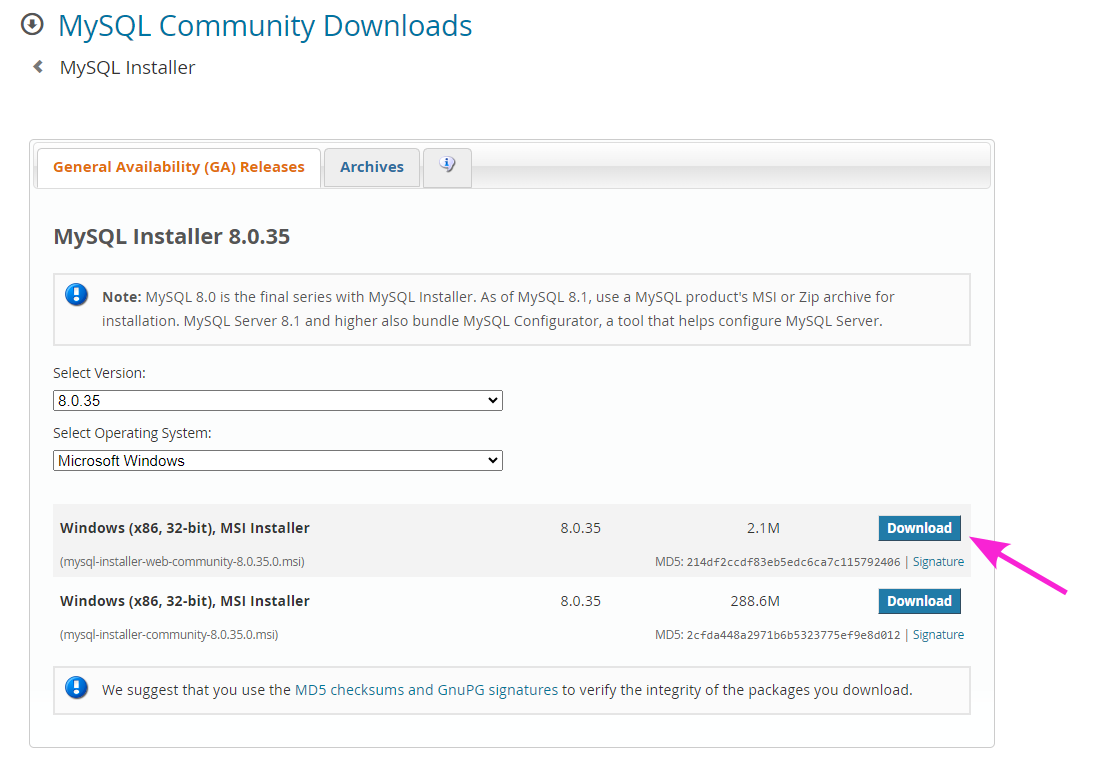 MySQL Community Downloads
MySQL Installer
General Availability (GA) Releases
Archives
MySQL Installer 8.0.35
Note: MySQL 8.0 is the final series with MySQL Installer. As of MySQL 8.1, use a MySQL product's MSI or Zip archive for
installation. MySQL Server 8.1 and higher also bundle MySQL Configurator, a tool that helps configure MySQL Server.
Select Version:
8.0.35
Select Operating System:
Microsoft Windows
Windows (x86, 32-bit), MSI Installer 8.0.35 2.1M Download
(mysql-installer-web-community-8.0.35.0.msi) MD5: 214df2ccdf83eb5edc6ca7c115792406 | Signature
Windows (x86, 32-bit), MSI Installer 8.0.35 288.6M Download
(mysql-installer-community-8.0.35.0.msi) MD5: 2cfda448a2971b6b5323775ef9e8d012 | Signature
We suggest that you use the MD5 checksums and GnuPG signatures to verify the integrity of the packages you download.